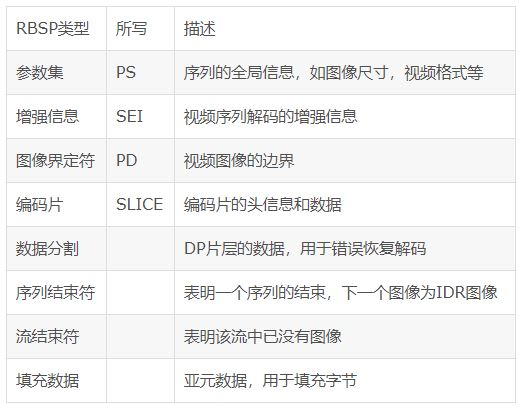 RBSP类型 所写 描述
参数集 PS 序列的全局信息，如图像尺寸，视频格式等
增强信息 SEI 视频序列解码的增强信息
图像界定符 PD 视频图像的边界
编码片 SLICE 编码片的头信息和数据
数据分割 DP片层的数据，用于错误恢复解码
序列结束符 表明一个序列的结束，下一个图像为IDR图像
流结束符 表明该流中已没有图像
填充数据 亚元数据，用于填充字节